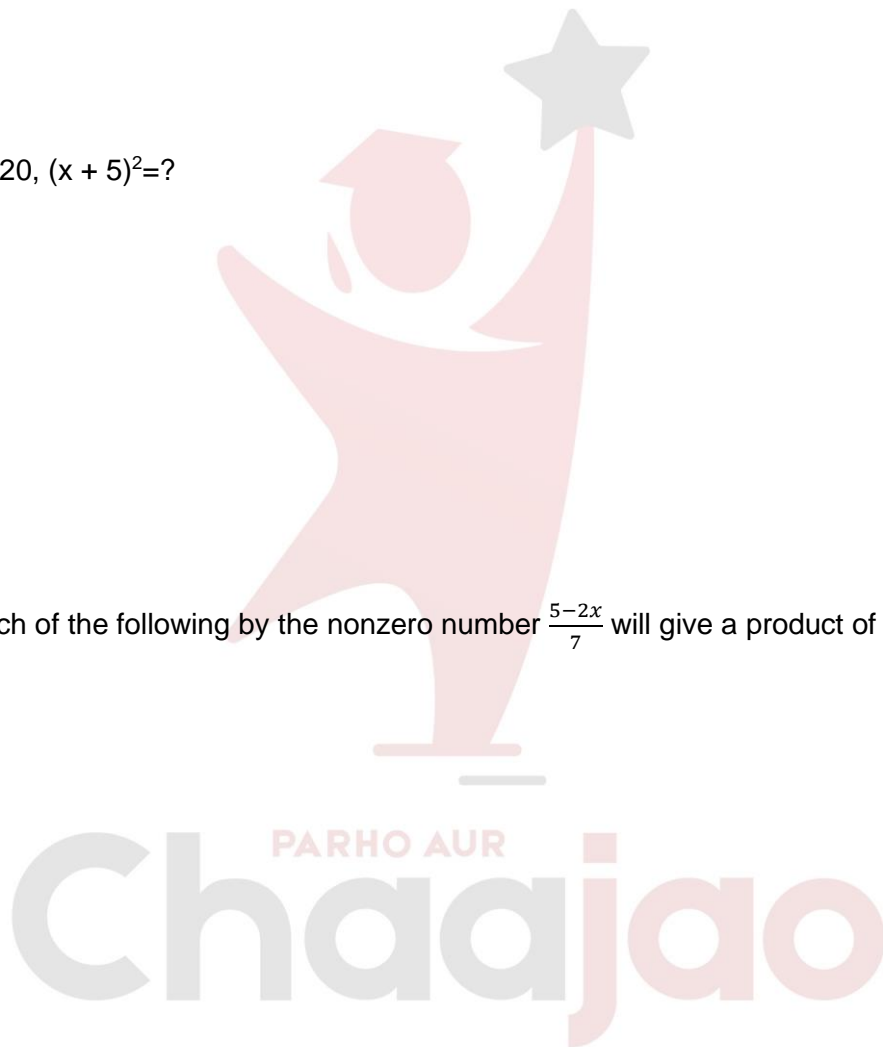 20, (x + 5)²=?
ch of the following by the nonzero number (5−2x)/7 will give a product of
PARHO AUR
Chaajao